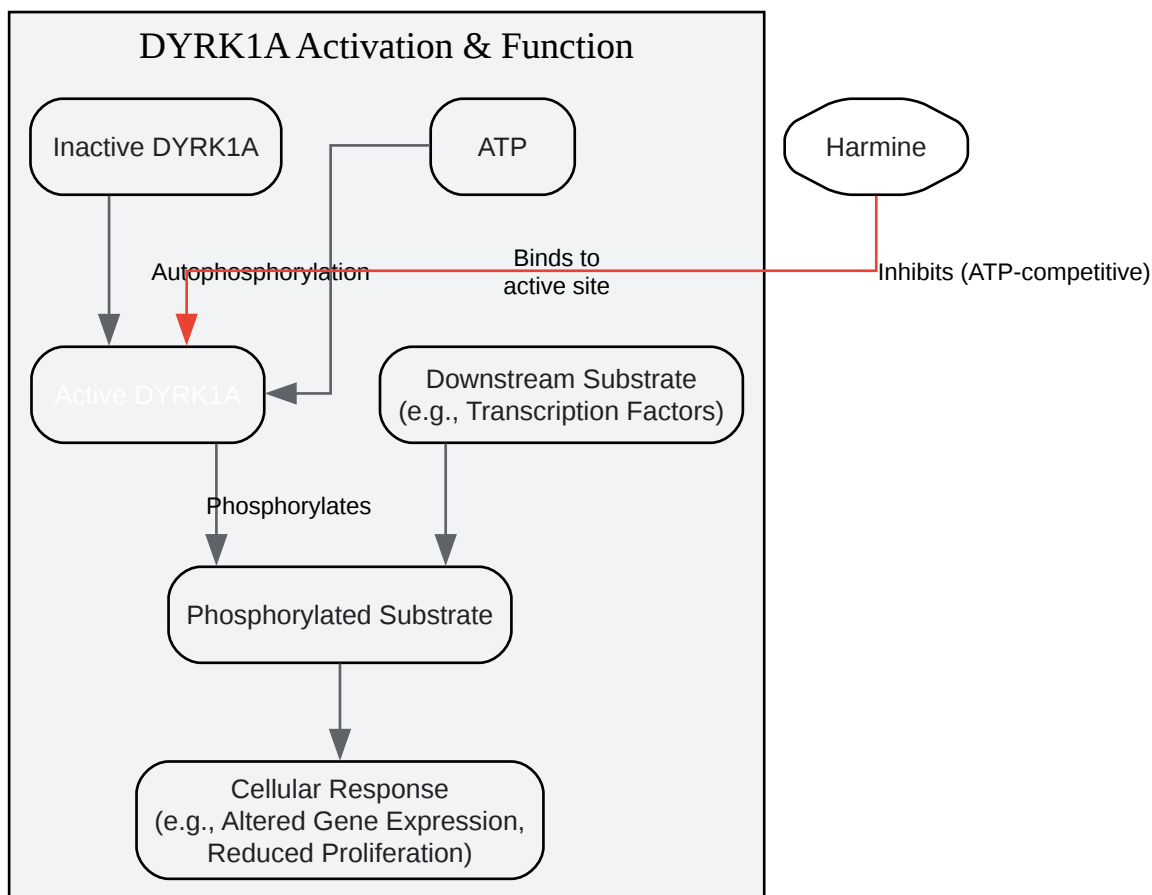 DYRK1A Activation & Function
Inactive DYRK1A
ATP
Harmine
Autophosphorylation
Binds to
active site
Inhibits (ATP-competitive)
Active DYRK1A
Downstream Substrate
(e.g., Transcription Factors)
Phosphorylates
Phosphorylated Substrate
Cellular Response
(e.g., Altered Gene Expression,
Reduced Proliferation)